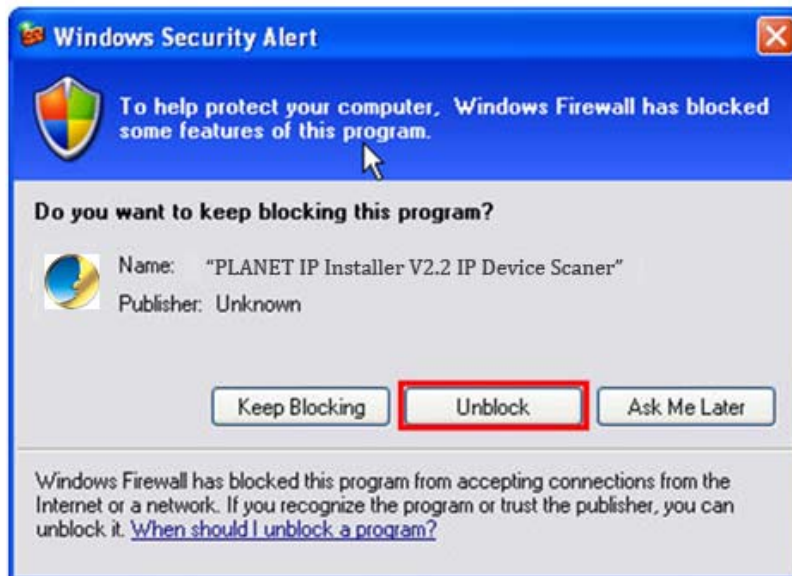 Windows Security Alert
To help protect your computer, Windows Firewall has blocked
some features of this program.
Do you want to keep blocking this program?
Name: “PLANET IP Installer V2.2 IP Device Scaner”
Publisher: Unknown
Keep Blocking Unblock Ask Me Later
Windows Firewall has blocked this program from accepting connections from the
Internet or a network. If you recognize the program or trust the publisher, you can
unblock it. When should I unblock a program?